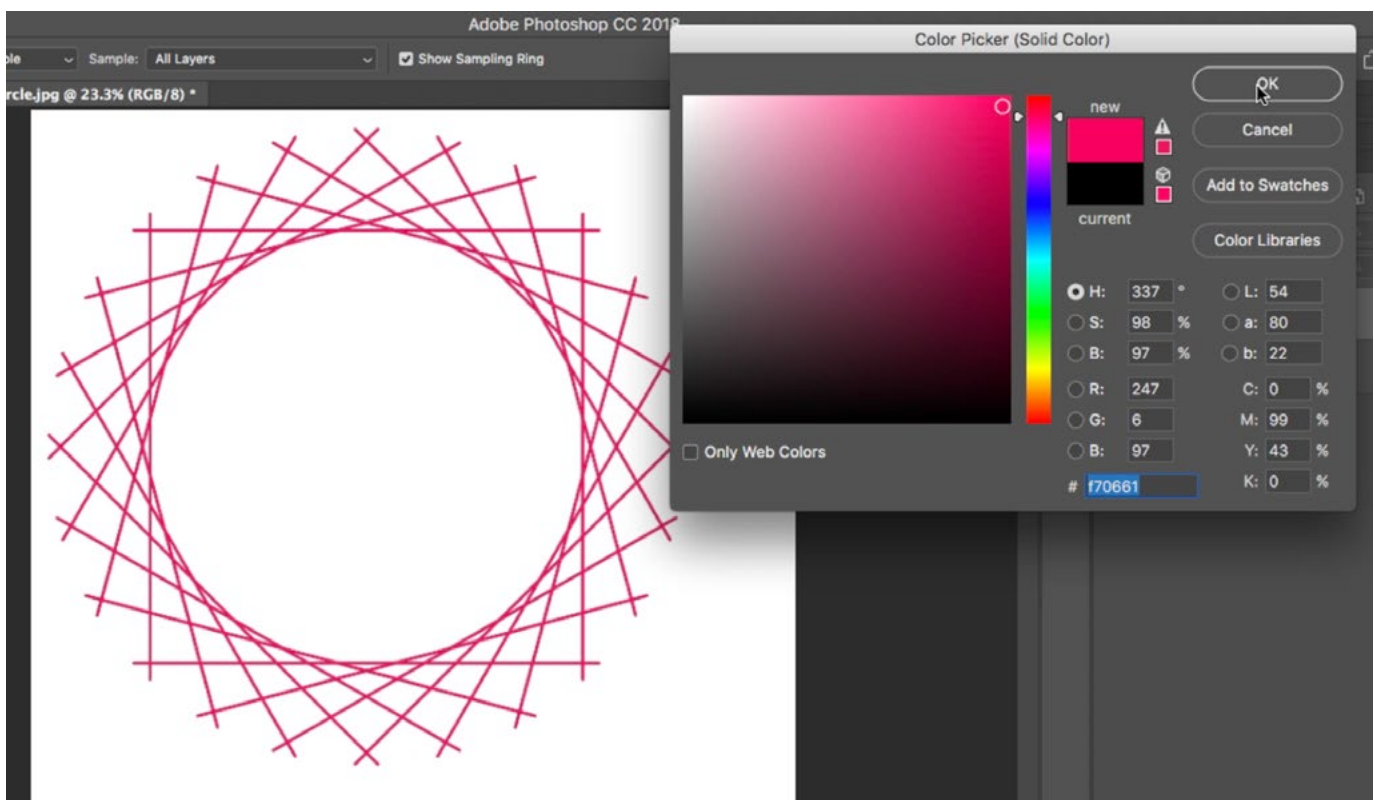 Adobe Photoshop CC 2018
Sample: All Layers Show Sampling Ring
rcle.jpg @ 23.3% (RGB/8) *
Color Picker (Solid Color)
new
current
OK
Cancel
Add to Swatches
Color Libraries
H: 337 ° L: 54
S: 98 % a: 80
B: 97 % b: 22
R: 247 C: 0 %
G: 6 M: 99 %
B: 97 Y: 43 %
# f70661 K: 0 %
Only Web Colors